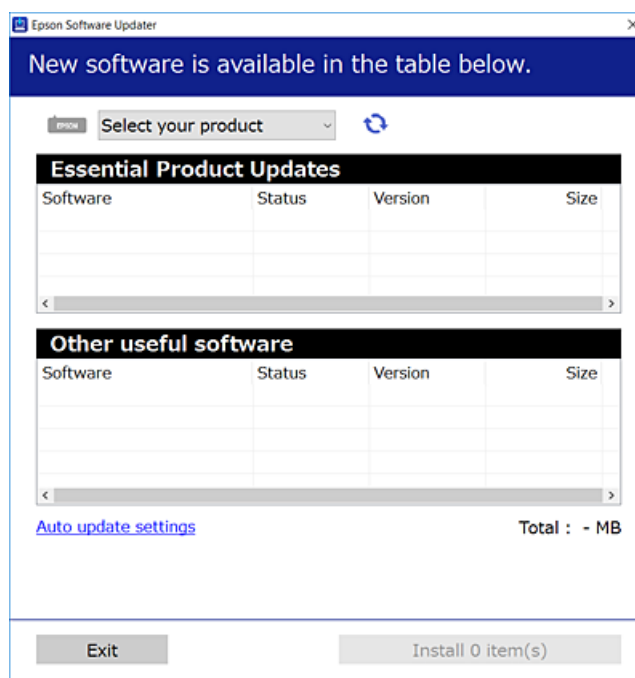 Epson Software Updater
New software is available in the table below.
EPSON Select your product
Essential Product Updates
Software Status Version Size
Other useful software
Software Status Version Size
Auto update settings Total : - MB
Exit Install 0 item(s)